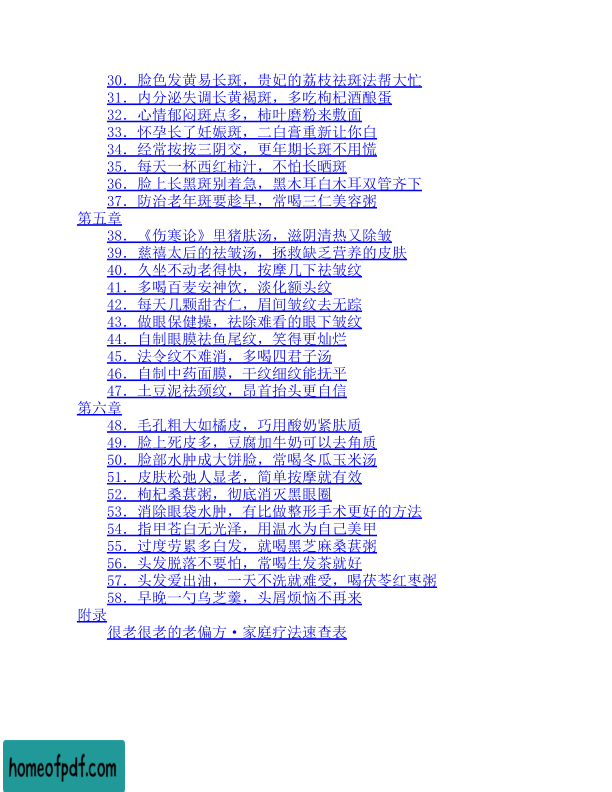 30．脸色发黄易长斑，贵妃的荔枝祛斑法帮大忙
31．内分泌失调长黄褐斑，多吃枸杞酒酿蛋
32．心情郁闷斑点多，柿叶磨粉来敷面
33．怀孕长了妊娠斑，二白膏重新让你白
34．经常按按三阴交，更年期长斑不用慌
35．每天一杯西红柿汁，不怕长晒斑
36．脸上长黑斑别着急，黑木耳白木耳双管齐下
37．防治老年斑要趁早，常喝三仁美容粥
第五章
38．《伤寒论》里猪肤汤，滋阴清热又除皱
39．慈禧太后的祛皱汤，拯救缺乏营养的皮肤
40．久坐不动老得快，按摩几下祛皱纹
41．多喝百麦安神饮，淡化额头纹
42．每天几颗甜杏仁，眉间皱纹去无踪
43．做眼保健操，祛除难看的眼下皱纹
44．自制眼膜祛鱼尾纹，笑得更灿烂
45．法令纹不难消，多喝四君子汤
46．自制中药面膜，干纹细纹能抚平
47．土豆泥祛颈纹，昂首抬头更自信
第六章
48．毛孔粗大如橘皮，巧用酸奶紧肤质
49．脸上死皮多，豆腐加牛奶可以去角质
50．脸部水肿成大饼脸，常喝冬瓜玉米汤
51．皮肤松弛人显老，简单按摩就有效
52．枸杞桑葚粥，彻底消灭黑眼圈
53．消除眼袋水肿，有比做整形手术更好的方法
54．指甲苍白无光泽，用温水为自己美甲
55．过度劳累多白发，就喝黑芝麻桑葚粥
56．头发脱落不要怕，常喝生发茶就好
57．头发爱出油，一天不洗就难受，喝茯苓红枣粥
58．早晚一勺乌芝羹，头屑烦恼不再来
附录
很老很老的老偏方·家庭疗法速查表
homeofpdf.com